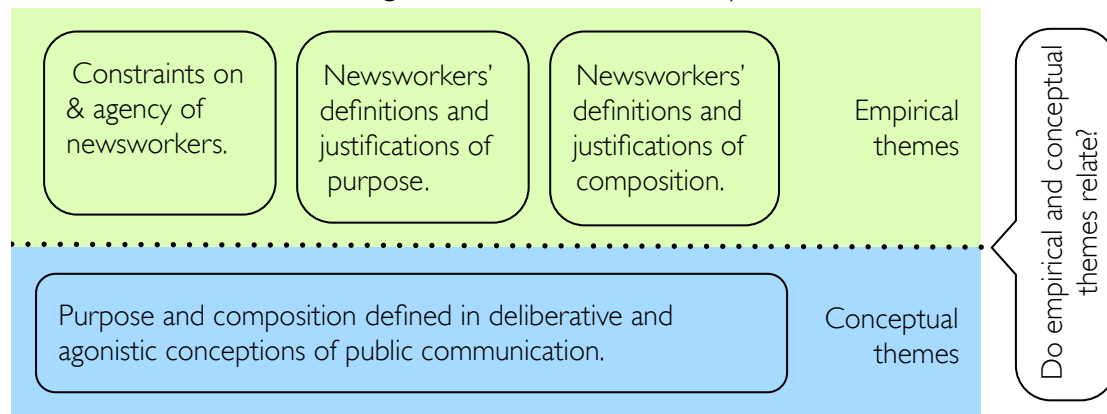 Constraints on
& agency of
newsworkers.
Newsworkers’
definitions and
justifications of
purpose.
Newsworkers’
definitions and
justifications of
composition.
Empirical
themes
Purpose and composition defined in deliberative and
agonistic conceptions of public communication.
Conceptual
themes
Do empirical and conceptual
themes relate?